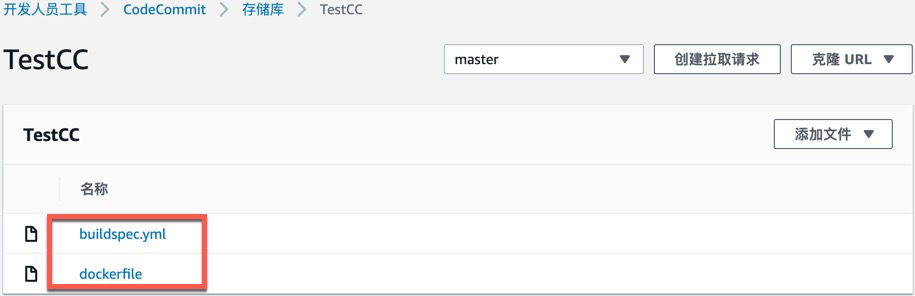 开发人员工具 > CodeCommit > 存储库 > TestCC
TestCC
master 创建拉取请求 克隆 URL
TestCC 添加文件
名称
buildspec.yml
dockerfile